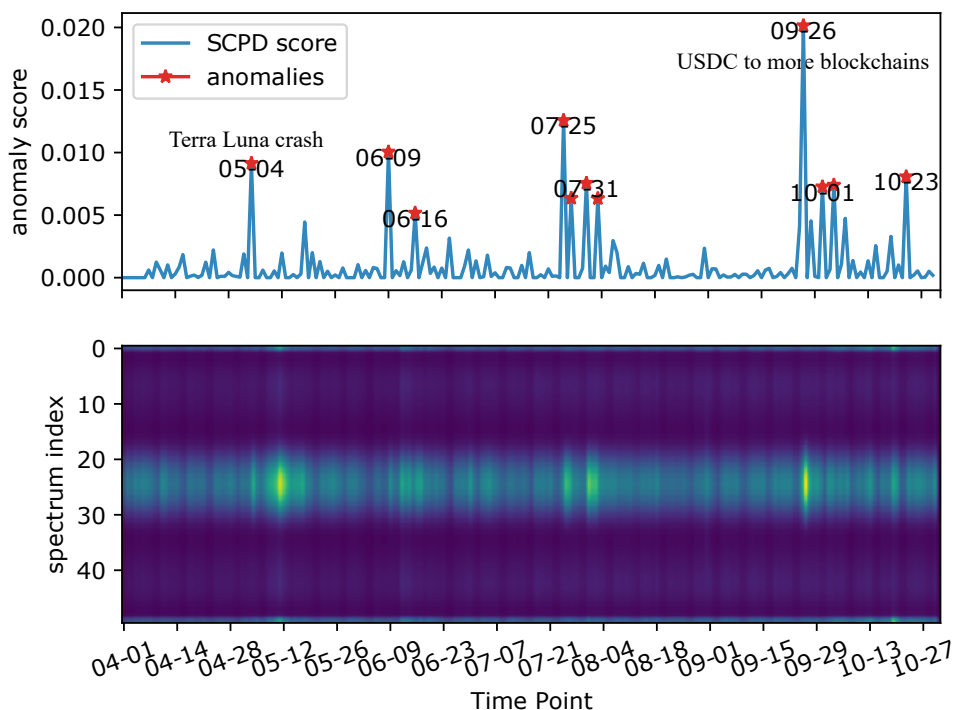 SCPD score
anomalies
anomaly score
0.020
0.015
0.010
0.005
0.000
Terra Luna crash
05-04
06-09
06-16
07-25
07-31
09-26
USDC to more blockchains
10-01
10-23
spectrum index
0
10
20
30
40
04-01 04-14 04-28 05-12 05-26 06-09 06-23 07-07 07-21 08-04 08-18 09-01 09-15 09-29 10-13 10-27
Time Point